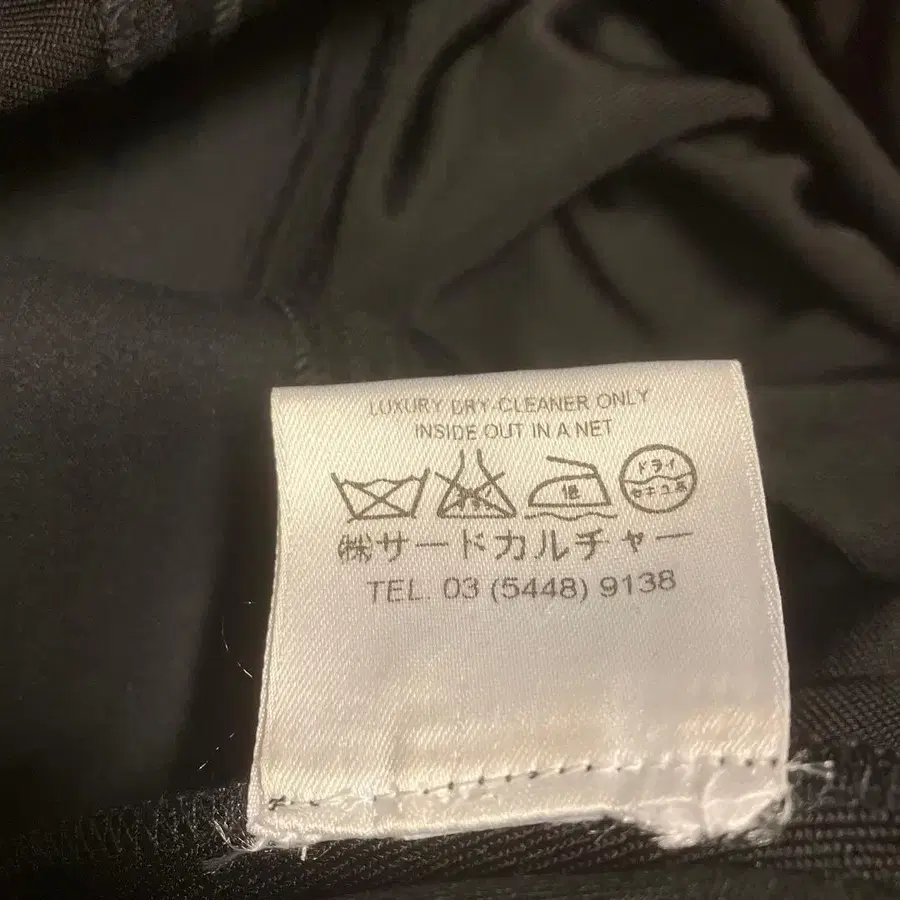 LUXURY DRY-CLEANER ONLY
INSIDE OUT IN A NET
ドライ
セキユ系
㈱サードカルチャー
TEL. 03 (5448) 9138